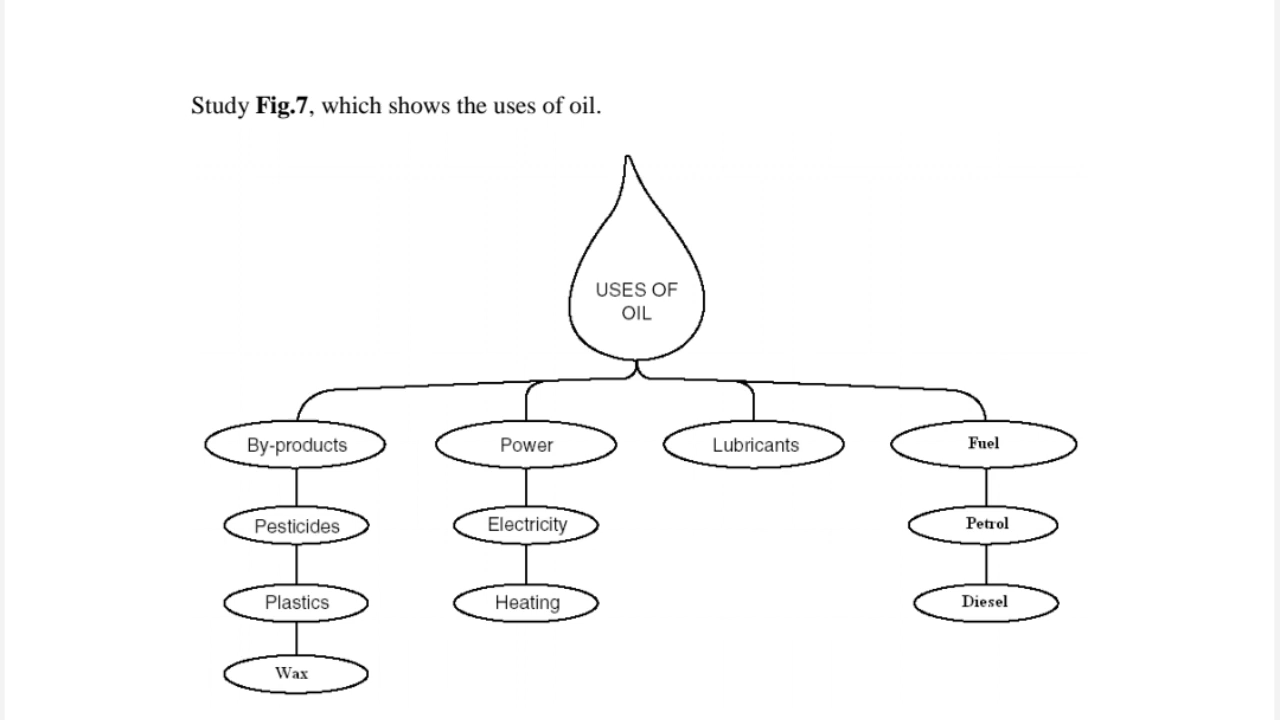 Study Fig.7, which shows the uses of oil.
USES OF
OIL
By-products
Power
Lubricants
Fuel
Pesticides
Electricity
Petrol
Plastics
Heating
Diesel
Wax